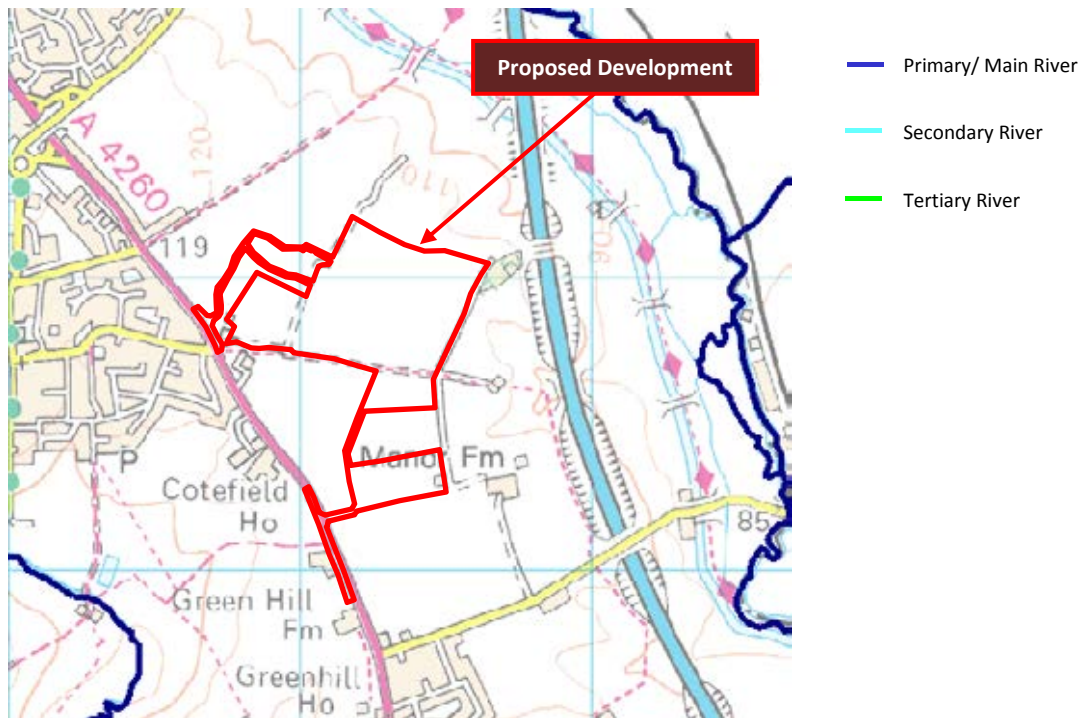 Proposed Development
Primary/ Main River
Secondary River
Tertiary River
A 4260
120
110
119
90
Manor Fm
P
Cotefield
Ho
85
Green Hill
Fm
Greenhill
Ho